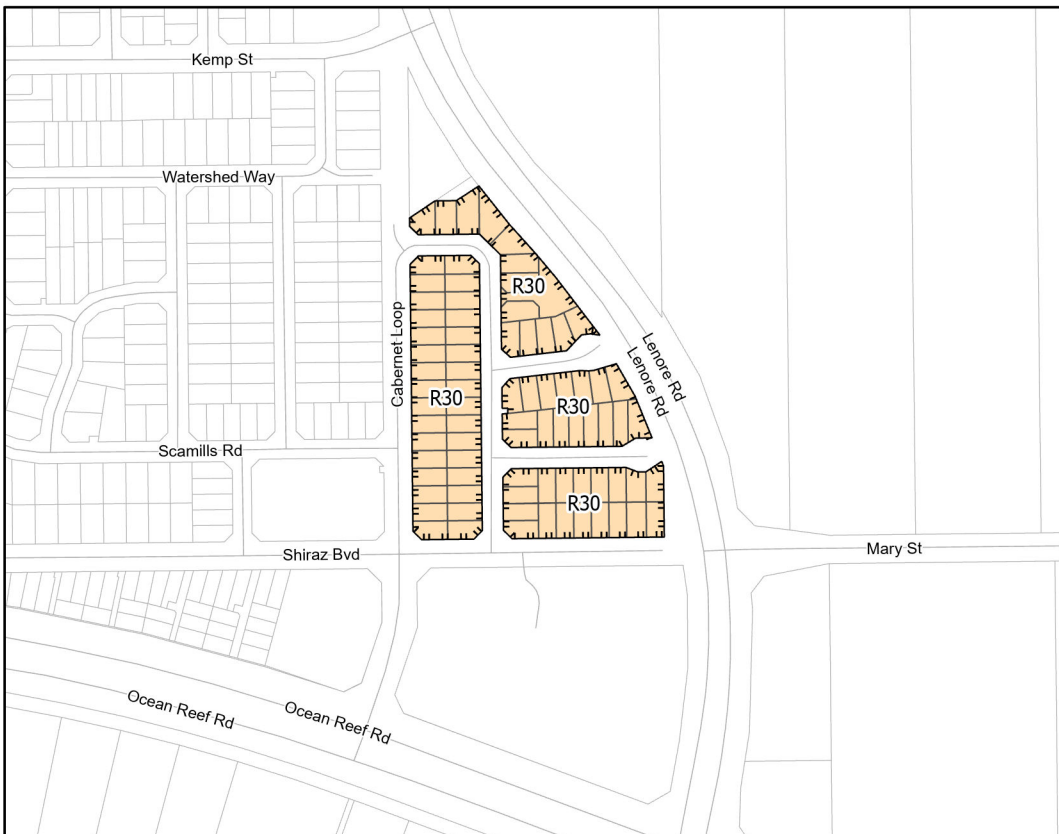 Kemp St
Watershed Way
R30
Lenore Rd
Lenore Rd
Cabernet Loop
R30
R30
Scamills Rd
R30
Shiraz Bvd
Mary St
Ocean Reef Rd
Ocean Reef Rd